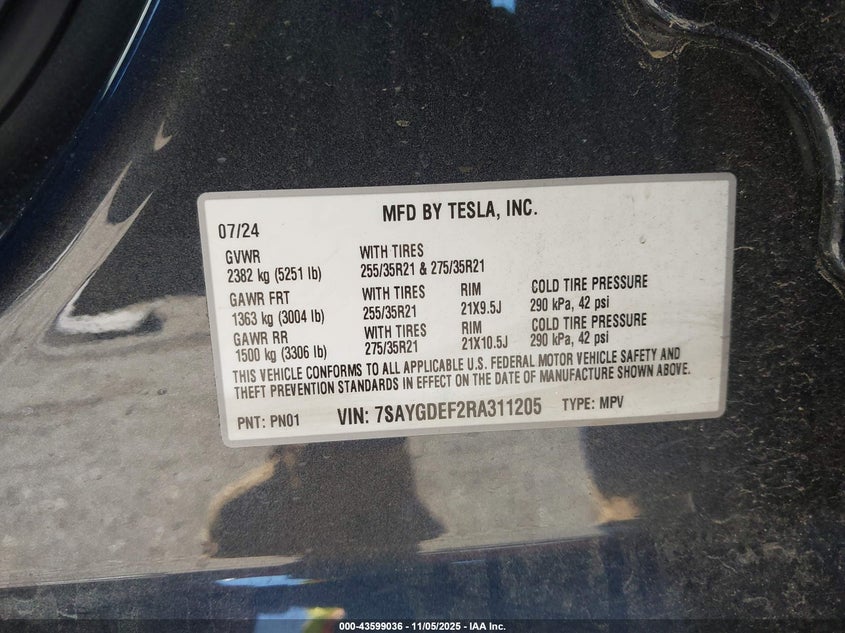 MFD BY TESLA, INC.
07/24
GVWR WITH TIRES
2382 kg (5251 lb) 255/35R21 & 275/35R21
GAWR FRT WITH TIRES RIM COLD TIRE PRESSURE
1363 kg (3004 lb) 255/35R21 21X9.5J 290 kPa, 42 psi
GAWR RR WITH TIRES RIM COLD TIRE PRESSURE
1500 kg (3306 lb) 275/35R21 21X10.5J 290 kPa, 42 psi
THIS VEHICLE CONFORMS TO ALL APPLICABLE U.S. FEDERAL MOTOR VEHICLE SAFETY AND
THEFT PREVENTION STANDARDS IN EFFECT ON THE DATE OF MANUFACTURE SHOWN ABOVE.
PNT: PN01 VIN: 7SAYGDEF2RA311205 TYPE: MPV
000-43599036 - 11/05/2025 - IAA Inc.